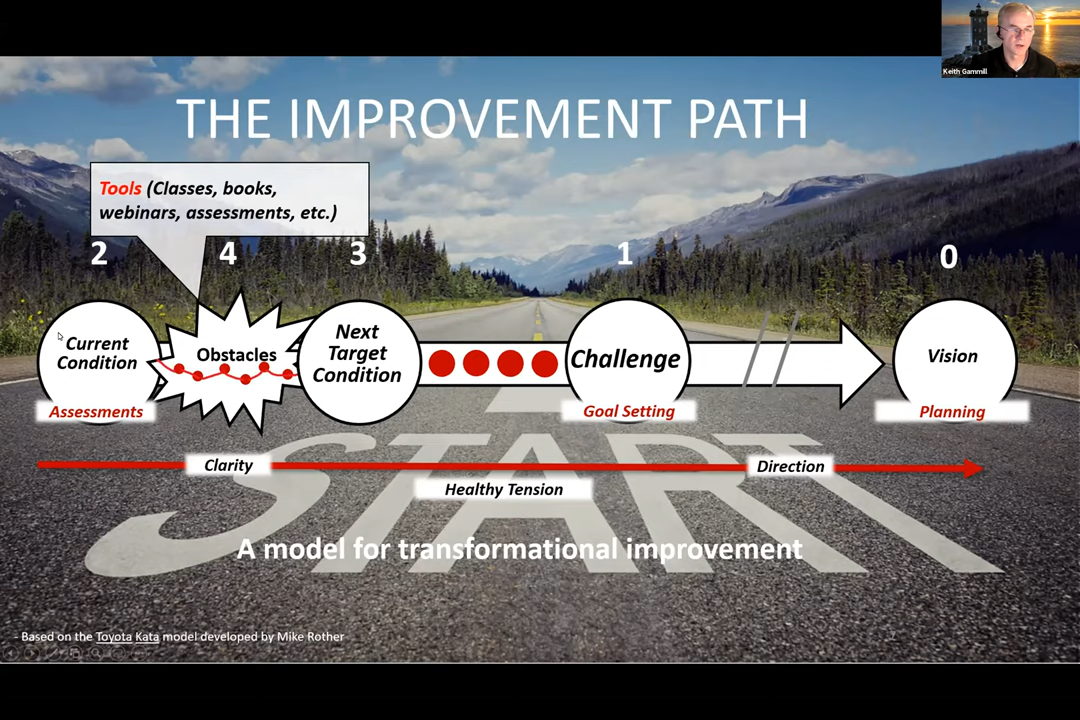 Keith Gammill
THE IMPROVEMENT PATH
Tools (Classes, books,
webinars, assessments, etc.)
2
4
3
1
0
Current
Condition
Obstacles
Next
Target
Condition
Challenge
Vision
Assessments
Goal Setting
Planning
Clarity
Healthy Tension
Direction
START
A model for transformational improvement
Based on the Toyota Kata model developed by Mike Rother